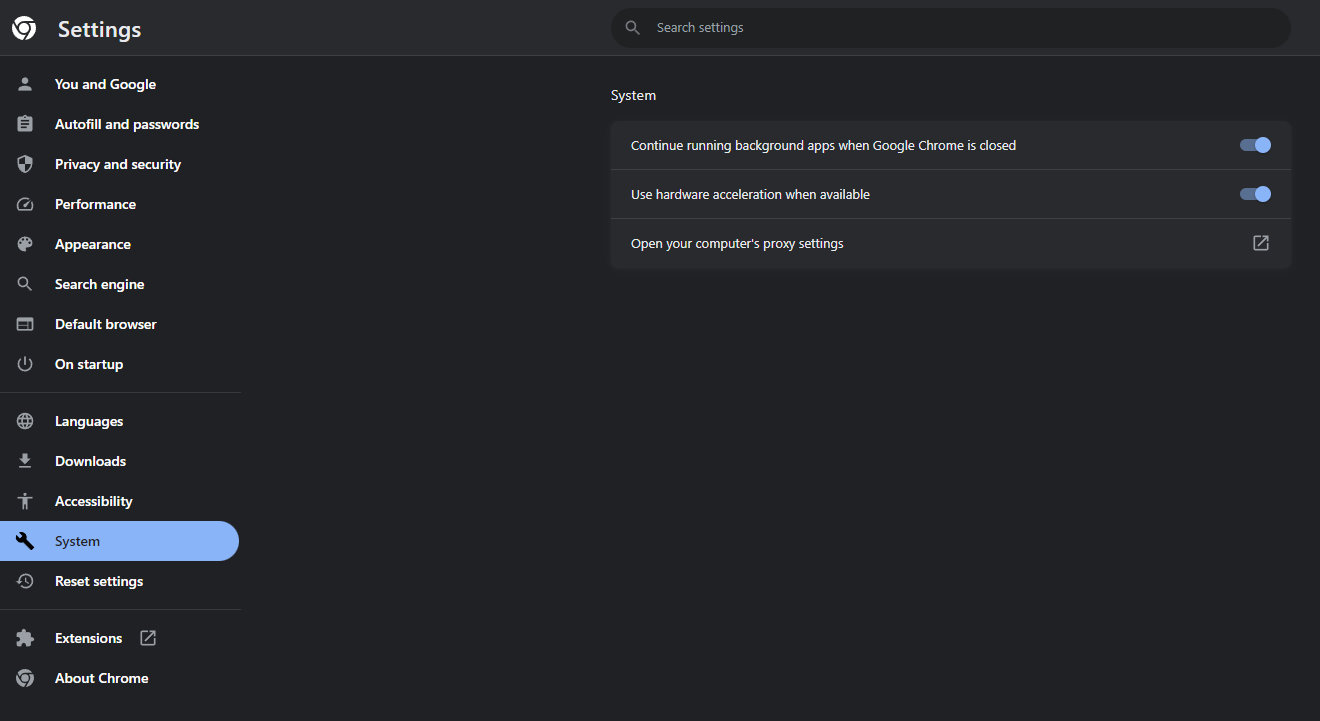 Settings
Search settings
You and Google
Autofill and passwords
Privacy and security
Performance
Appearance
Search engine
Default browser
On startup
Languages
Downloads
Accessibility
System
Reset settings
Extensions
About Chrome
System
Continue running background apps when Google Chrome is closed
Use hardware acceleration when available
Open your computer's proxy settings